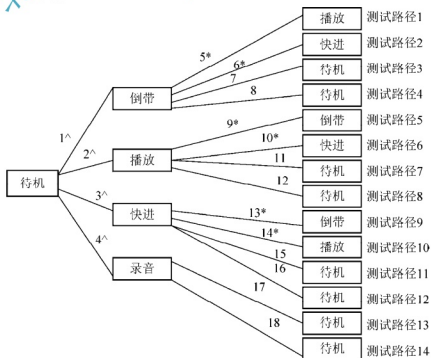 播放 测试路径1
5*
快进 测试路径2
6*
7
待机 测试路径3
倒带
8
待机 测试路径4
1^
9*
倒带 测试路径5
2^
播放
10*
快进 测试路径6
11
待机 测试路径7
待机
12
待机 测试路径8
3^
快进
13*
倒带 测试路径9
14*
播放 测试路径10
4^
15
16
待机 测试路径11
录音
17
待机 测试路径12
18
待机 测试路径13
待机 测试路径14